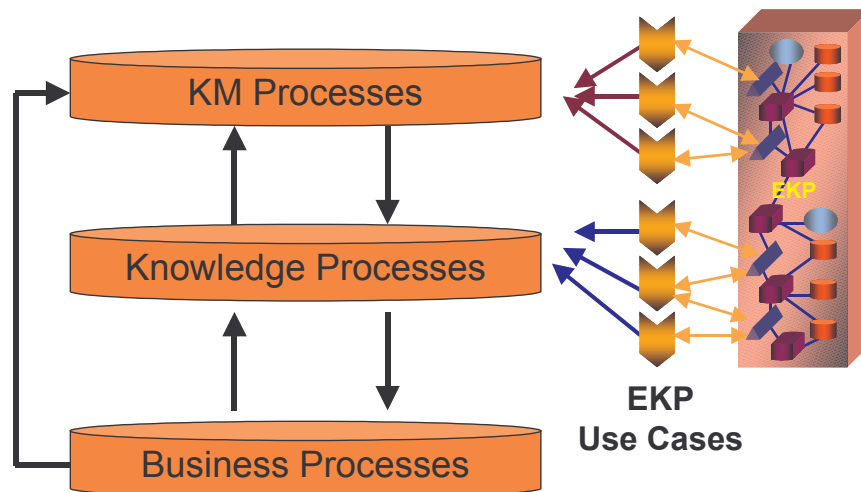 KM Processes
EKP
Knowledge Processes
EKP
Use Cases
Business Processes